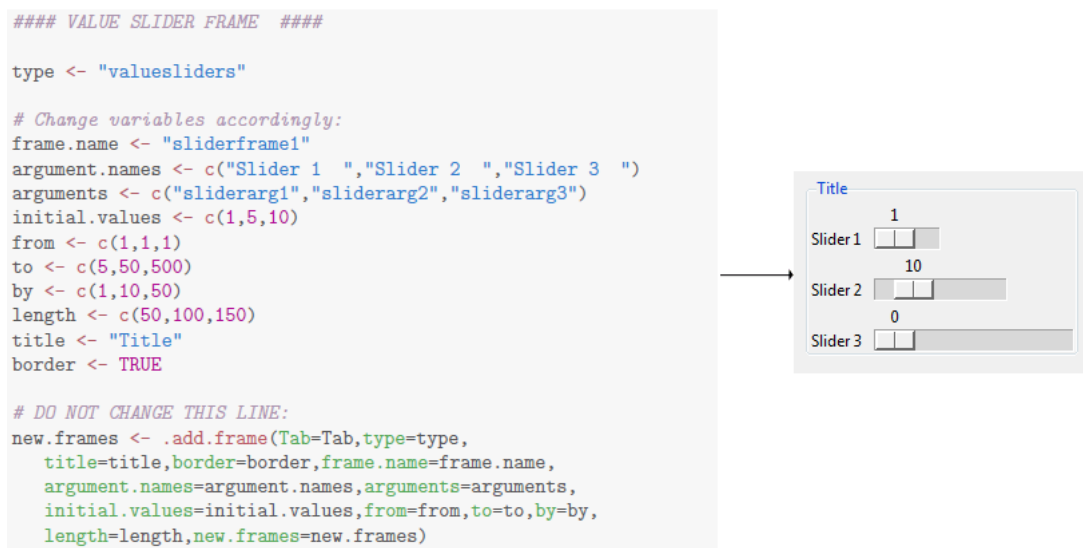 #### VALUE SLIDER FRAME  ####
type <- "valuesliders"
# Change variables accordingly:
frame.name <- "sliderframe1"
argument.names <- c("Slider 1  ","Slider 2  ","Slider 3  ")
arguments <- c("sliderarg1","sliderarg2","sliderarg3")
initial.values <- c(1,5,10)
from <- c(1,1,1)
to <- c(5,50,500)
by <- c(1,10,50)
length <- c(50,100,150)
title <- "Title"
border <- TRUE
# DO NOT CHANGE THIS LINE:
new.frames <- .add.frame(Tab=Tab,type=type,
   title=title,border=border,frame.name=frame.name,
   argument.names=argument.names,arguments=arguments,
   initial.values=initial.values,from=from,to=to,by=by,
   length=length,new.frames=new.frames)
Title
1
Slider 1
10
Slider 2
0
Slider 3